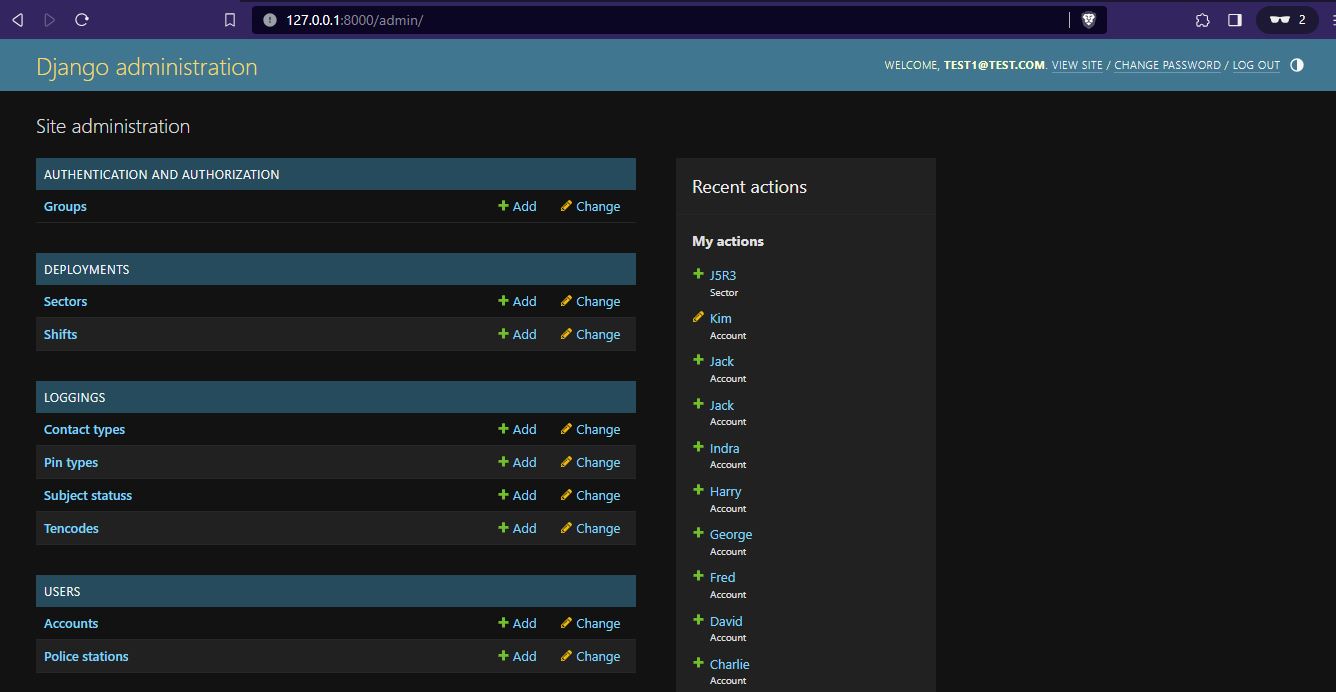 127.0.0.1:8000/admin/
2
Django administration
WELCOME, TEST1@TEST.COM. VIEW SITE / CHANGE PASSWORD / LOG OUT
Site administration
AUTHENTICATION AND AUTHORIZATION
Groups Add Change
DEPLOYMENTS
Sectors Add Change
Shifts Add Change
LOGGINGS
Contact types Add Change
Pin types Add Change
Subject statuss Add Change
Tencodes Add Change
USERS
Accounts Add Change
Police stations Add Change
Recent actions
My actions
J5R3
Sector
Kim
Account
Jack
Account
Jack
Account
Indra
Account
Harry
Account
George
Account
Fred
Account
David
Account
Charlie
Account